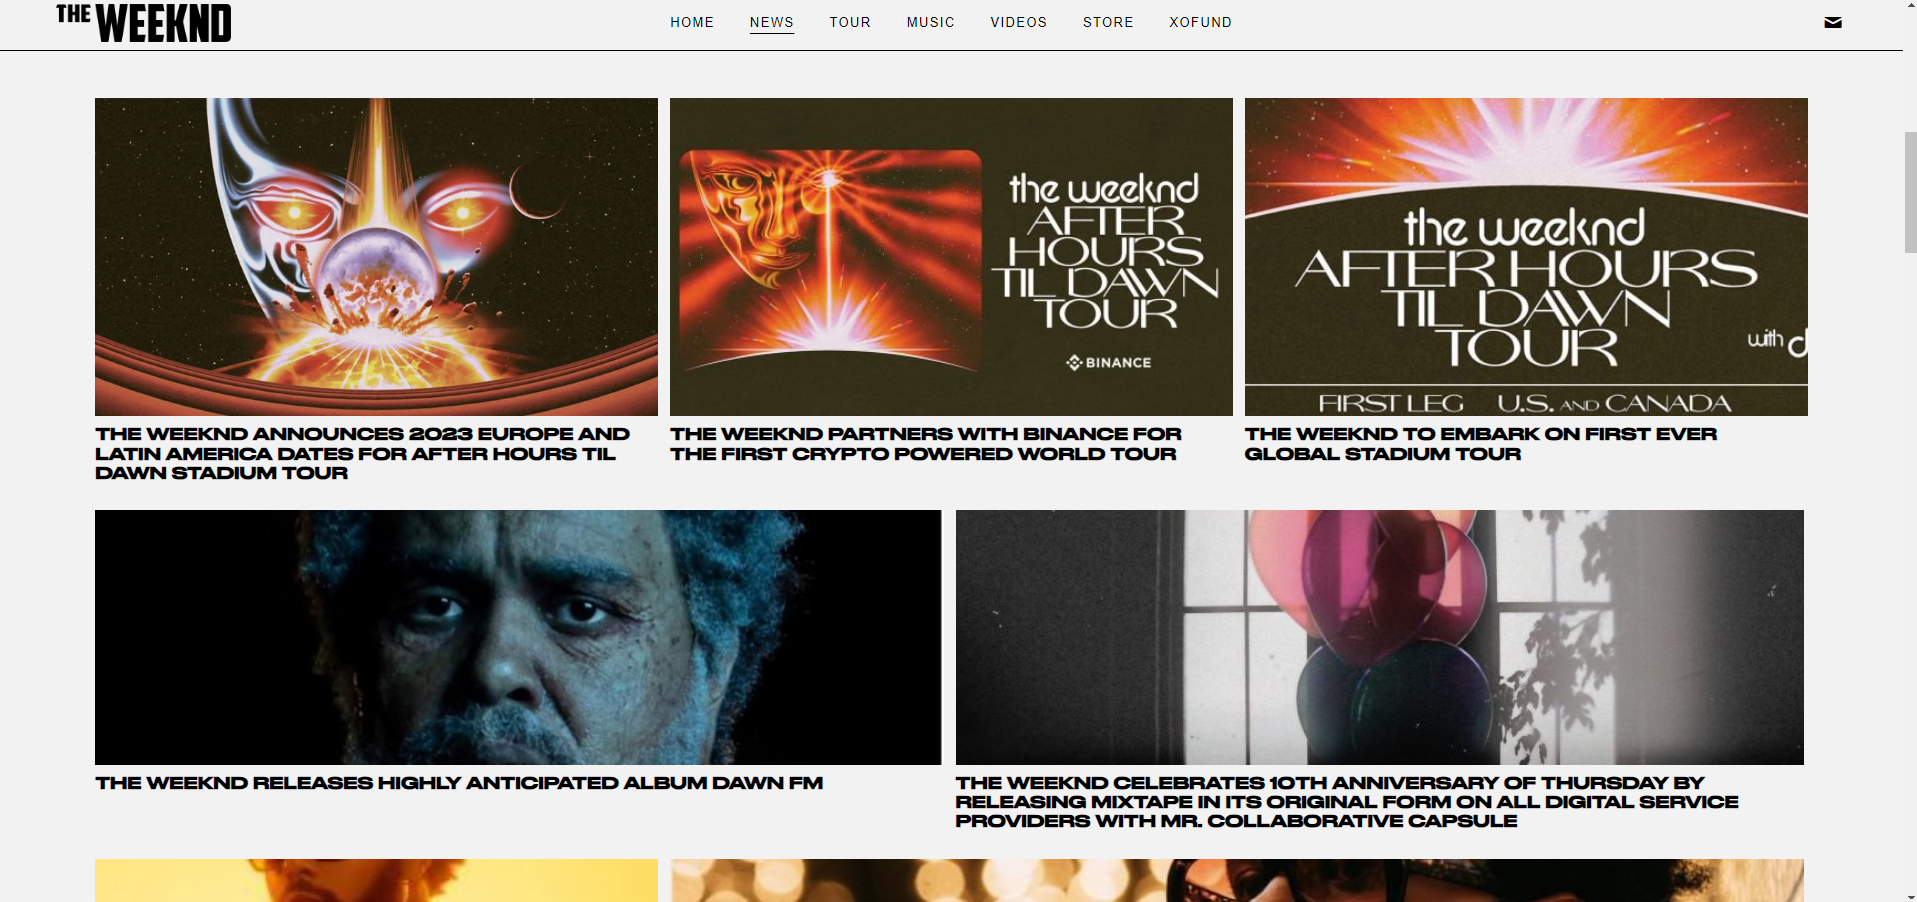 THE WEEKND
HOME NEWS TOUR MUSIC VIDEOS STORE XOFUND
the weeknd
AFTER
HOURS
TIL DAWN
TOUR
BINANCE
the weeknd
AFTER HOURS
TIL DAWN
TOUR
with d
FIRST LEG U.S. AND CANADA
THE WEEKND ANNOUNCES 2023 EUROPE AND
LATIN AMERICA DATES FOR AFTER HOURS TIL
DAWN STADIUM TOUR
THE WEEKND PARTNERS WITH BINANCE FOR
THE FIRST CRYPTO POWERED WORLD TOUR
THE WEEKND TO EMBARK ON FIRST EVER
GLOBAL STADIUM TOUR
THE WEEKND RELEASES HIGHLY ANTICIPATED ALBUM DAWN FM
THE WEEKND CELEBRATES 10TH ANNIVERSARY OF THURSDAY BY
RELEASING MIXTAPE IN ITS ORIGINAL FORM ON ALL DIGITAL SERVICE
PROVIDERS WITH MR. COLLABORATIVE CAPSULE